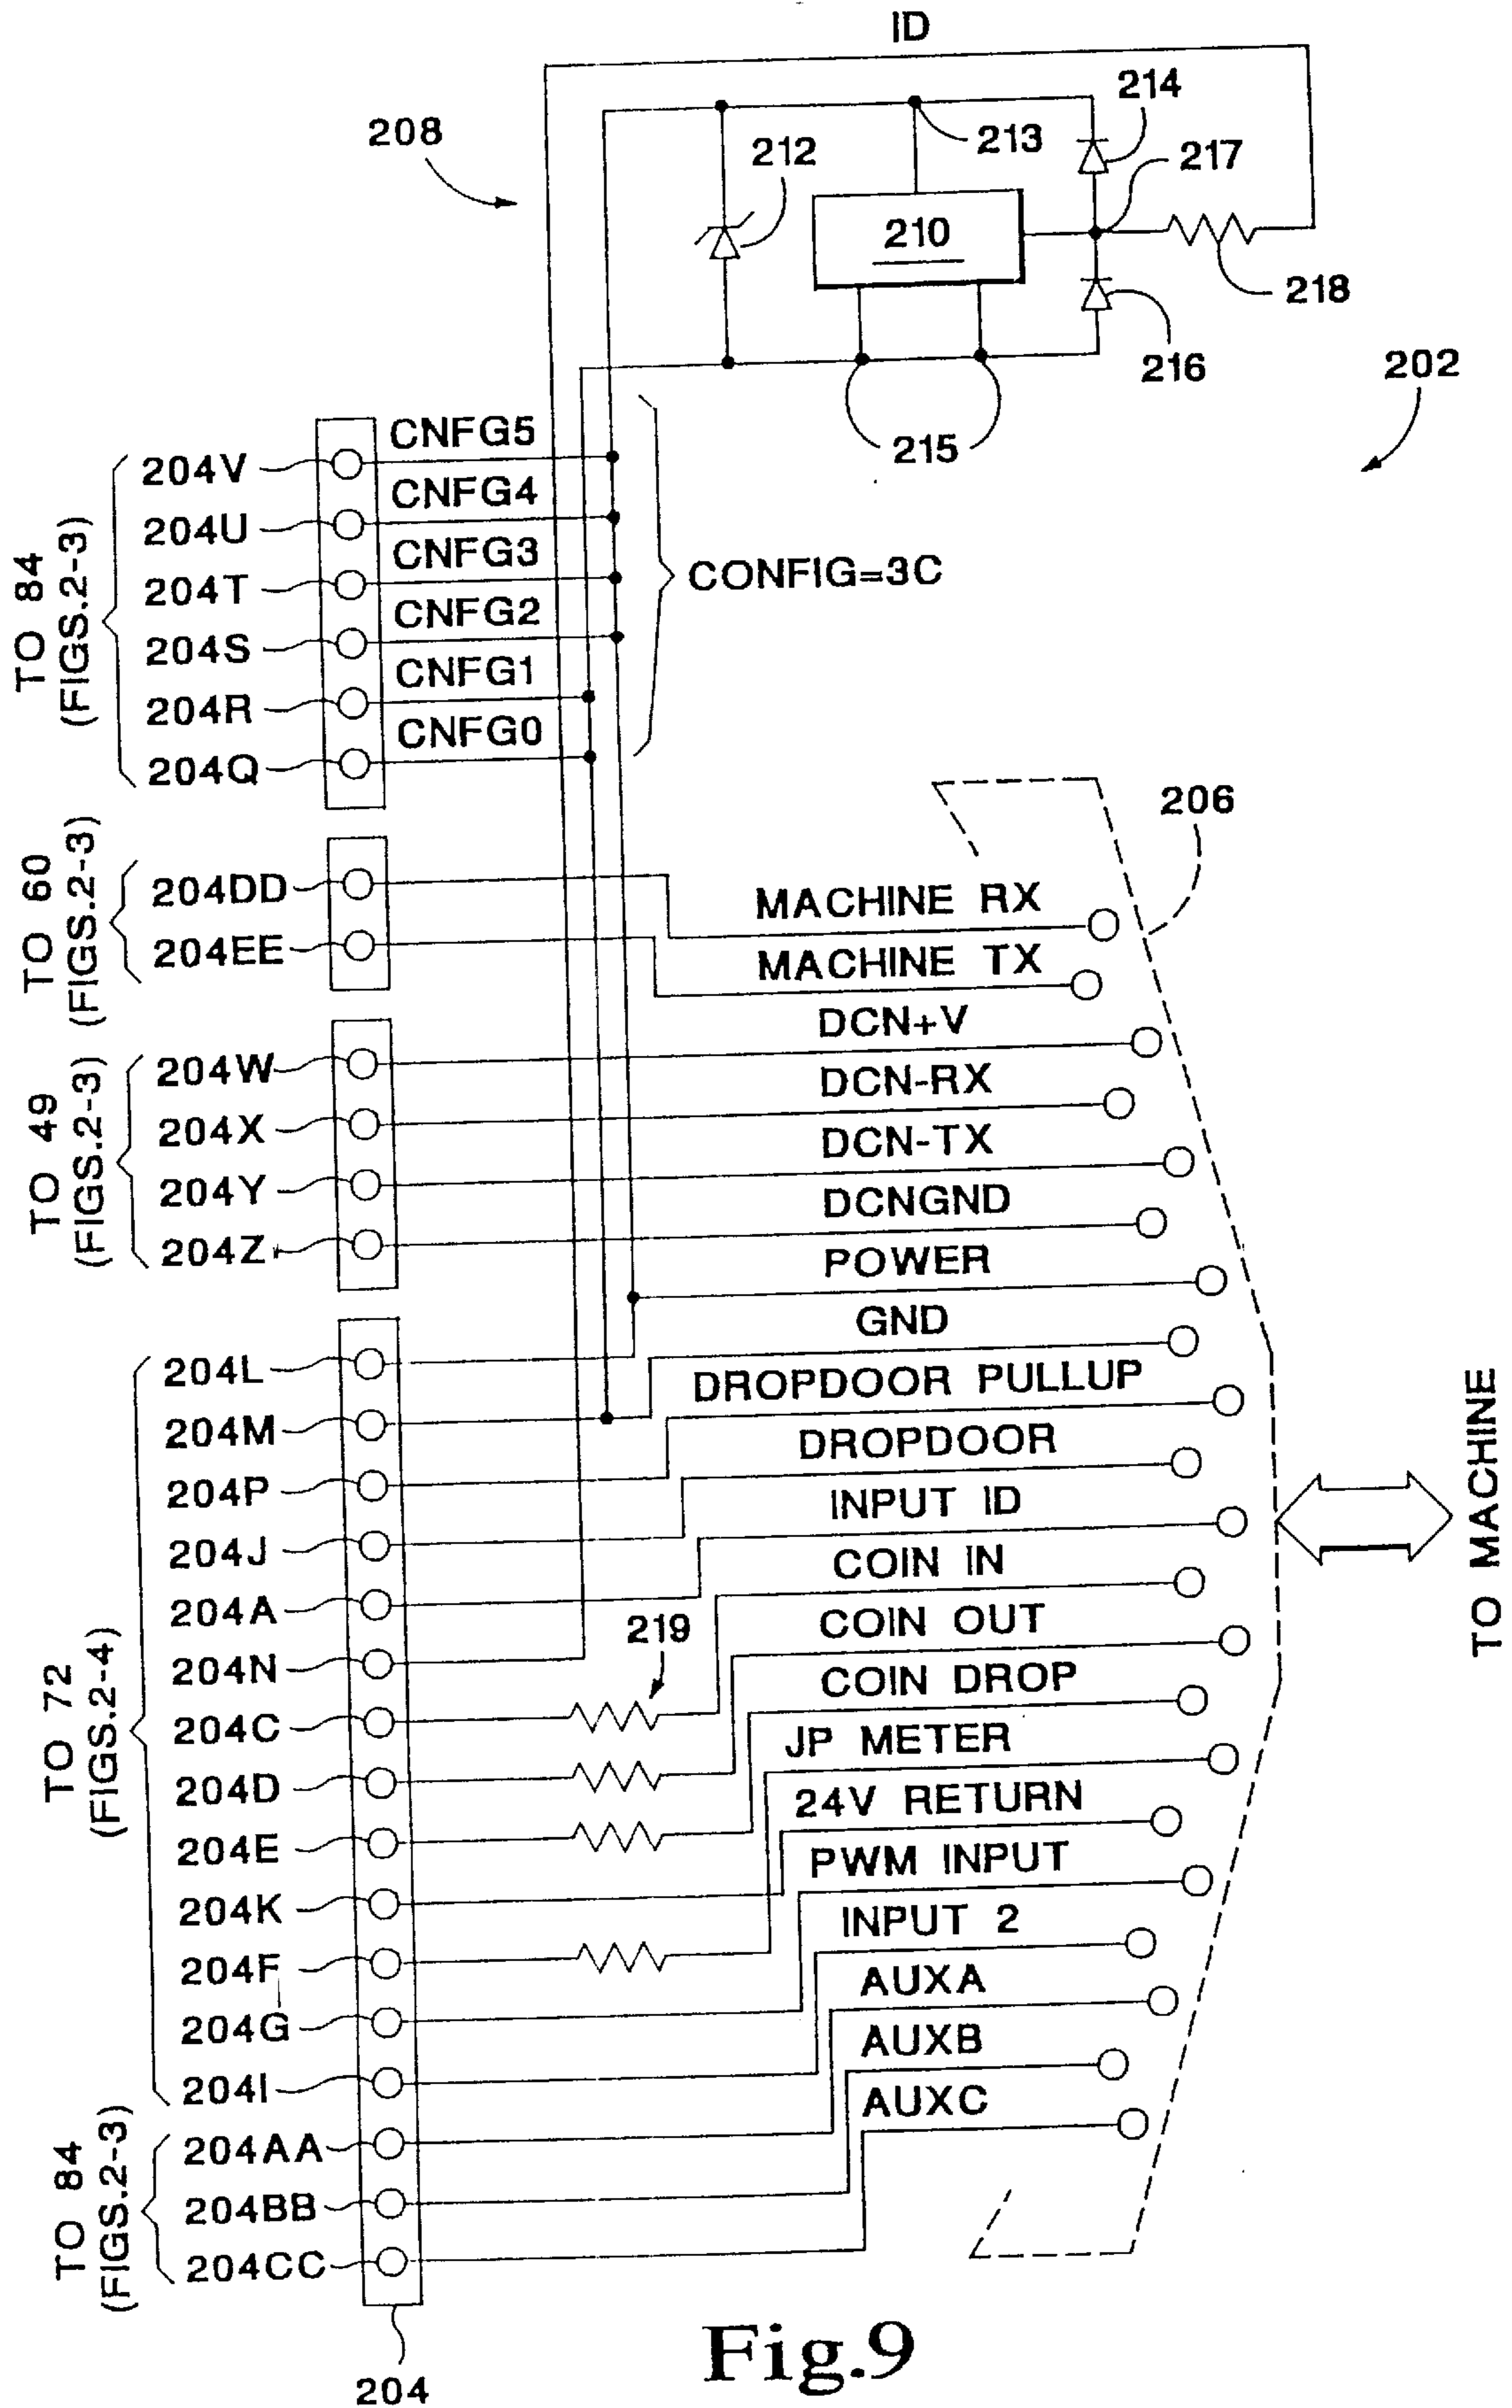 ID
208
212
213
214
217
210
218
216
215
202
CNFG5
204V
CNFG4
204U
CNFG3
204T
CNFG2
204S
CNFG1
204R
CNFG0
204Q
TO 84
(FIGS.2-3)
CONFIG=3C
206
TO 60
(FIGS.2-3)
204DD
MACHINE RX
204EE
MACHINE TX
TO 49
(FIGS.2-3)
DCN+V
204W
DCN-RX
204X
DCN-TX
204Y
DCNGND
204Z
POWER
GND
204L
DROPDOOR PULLUP
204M
DROPDOOR
204P
INPUT ID
204J
COIN IN
204A
COIN OUT
219
204N
COIN DROP
204C
JP METER
204D
24V RETURN
204E
PWM INPUT
204K
INPUT 2
204F
AUXA
204G
AUXB
204I
AUXC
TO 72
(FIGS.2-4)
TO MACHINE
204AA
204BB
204CC
TO 84
(FIGS.2-3)
204
Fig.9